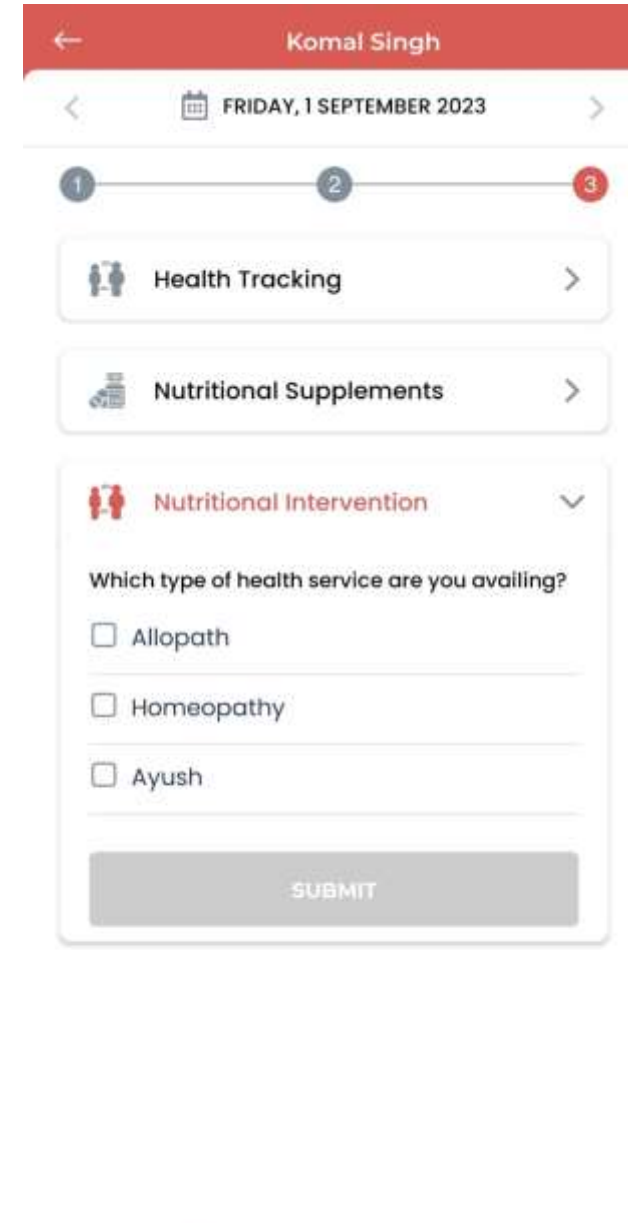 Komal Singh
FRIDAY, 1 SEPTEMBER 2023
1 2 3
Health Tracking
Nutritional Supplements
Nutritional Intervention
Which type of health service are you availing?
Allopath
Homeopathy
Ayush
SUBMIT